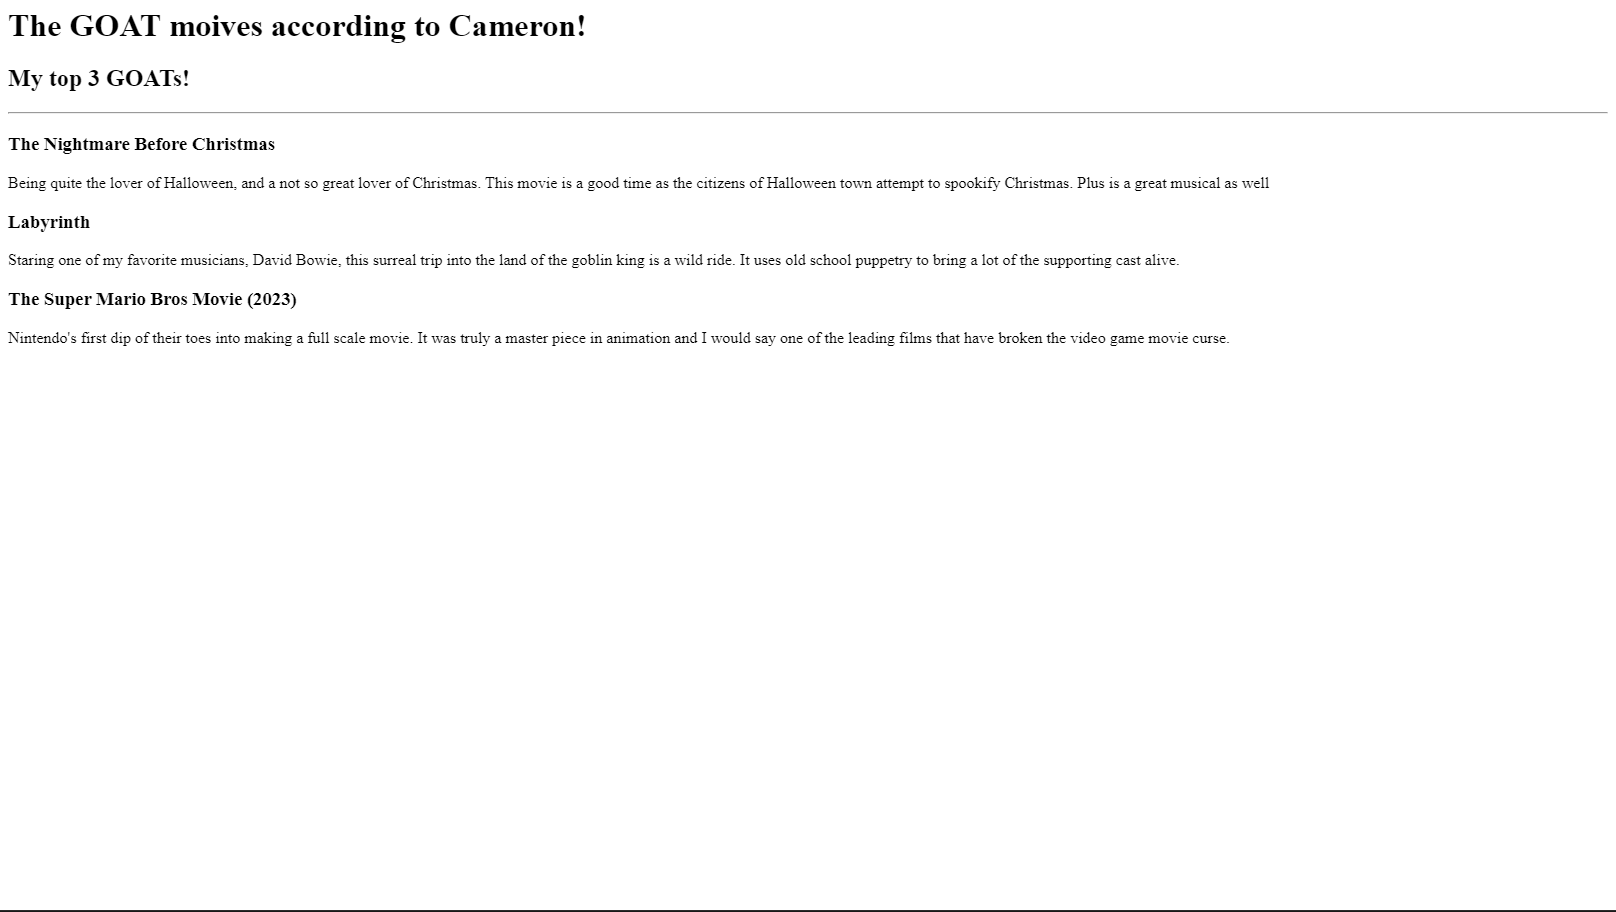 The GOAT moives according to Cameron!
My top 3 GOATs!
The Nightmare Before Christmas
Being quite the lover of Halloween, and a not so great lover of Christmas. This movie is a good time as the citizens of Halloween town attempt to spookify Christmas. Plus is a great musical as well
Labyrinth
Staring one of my favorite musicians, David Bowie, this surreal trip into the land of the goblin king is a wild ride. It uses old school puppetry to bring a lot of the supporting cast alive.
The Super Mario Bros Movie (2023)
Nintendo's first dip of their toes into making a full scale movie. It was truly a master piece in animation and I would say one of the leading films that have broken the video game movie curse.